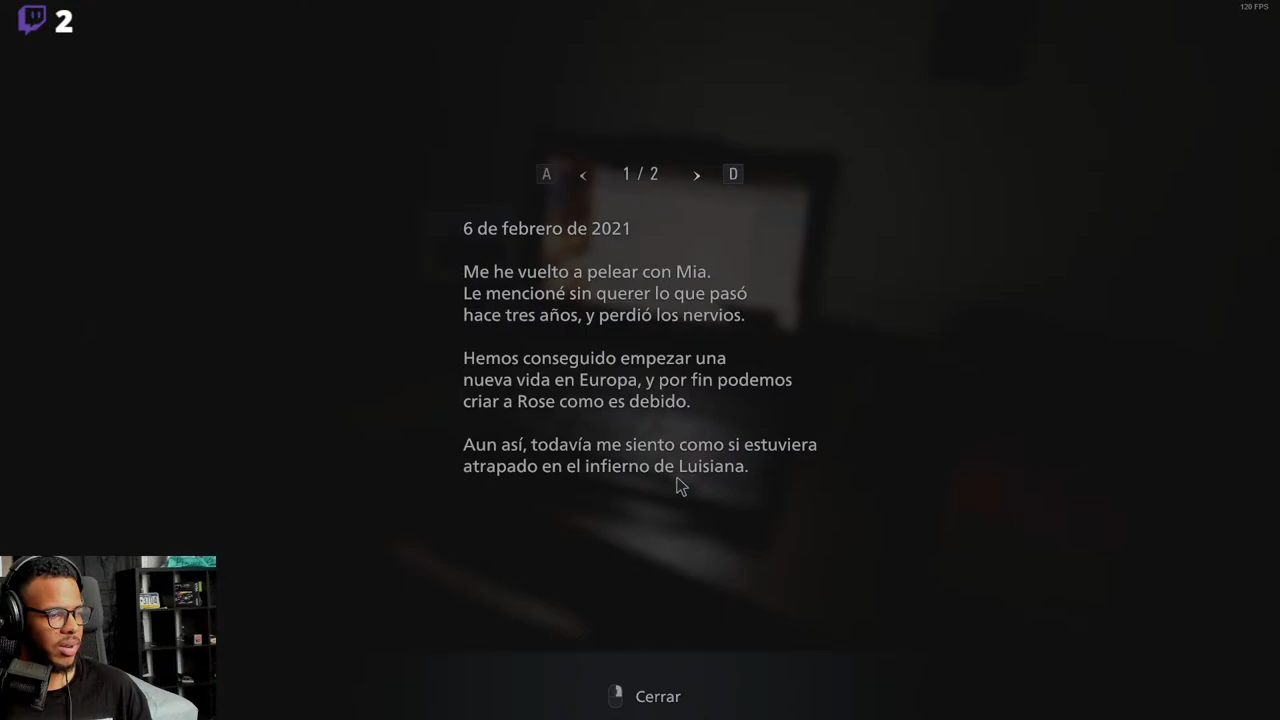 2
120 FPS
A < 1 / 2 > D
6 de febrero de 2021
Me he vuelto a pelear con Mia.
Le mencioné sin querer lo que pasó
hace tres años, y perdió los nervios.
Hemos conseguido empezar una
nueva vida en Europa, y por fin podemos
criar a Rose como es debido.
Aun así, todavía me siento como si estuviera
atrapado en el infierno de Luisiana.
Cerrar